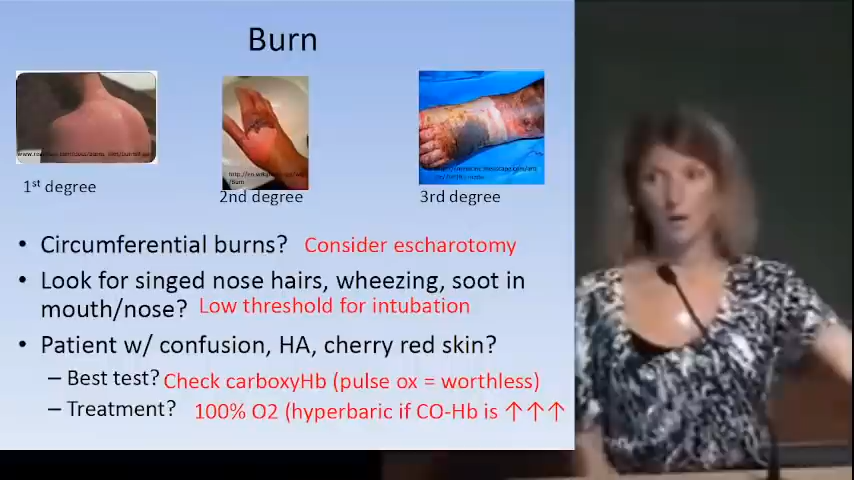 Burn
1st degree
2nd degree
3rd degree
• Circumferential burns? Consider escharotomy
• Look for singed nose hairs, wheezing, soot in
mouth/nose? Low threshold for intubation
• Patient w/ confusion, HA, cherry red skin?
– Best test? Check carboxyHb (pulse ox = worthless)
– Treatment? 100% O2 (hyperbaric if CO-Hb is ↑↑↑